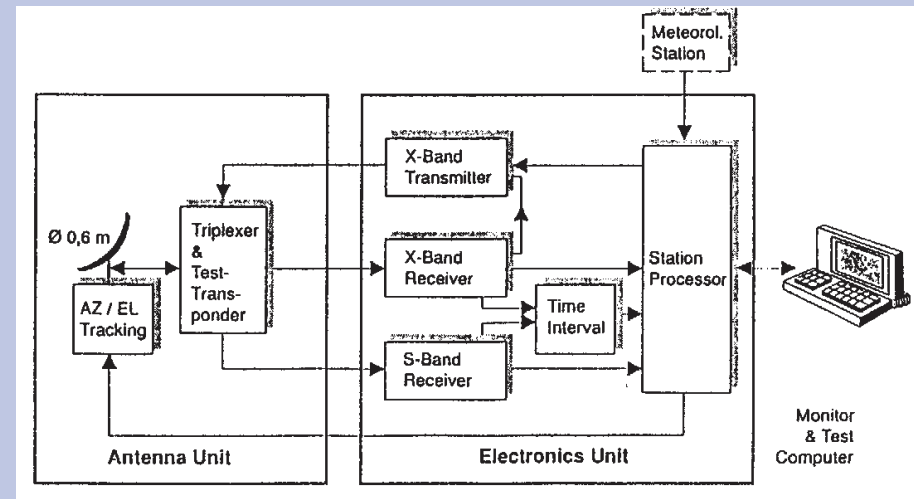 Meteorol.
Station
X-Band
Transmitter
Ø 0,6 m
Triplexer
&
Test-
Trans-
ponder
X-Band
Receiver
Station
Processor
AZ / EL
Tracking
Time
Interval
S-Band
Receiver
Monitor
& Test
Computer
Antenna Unit
Electronics Unit